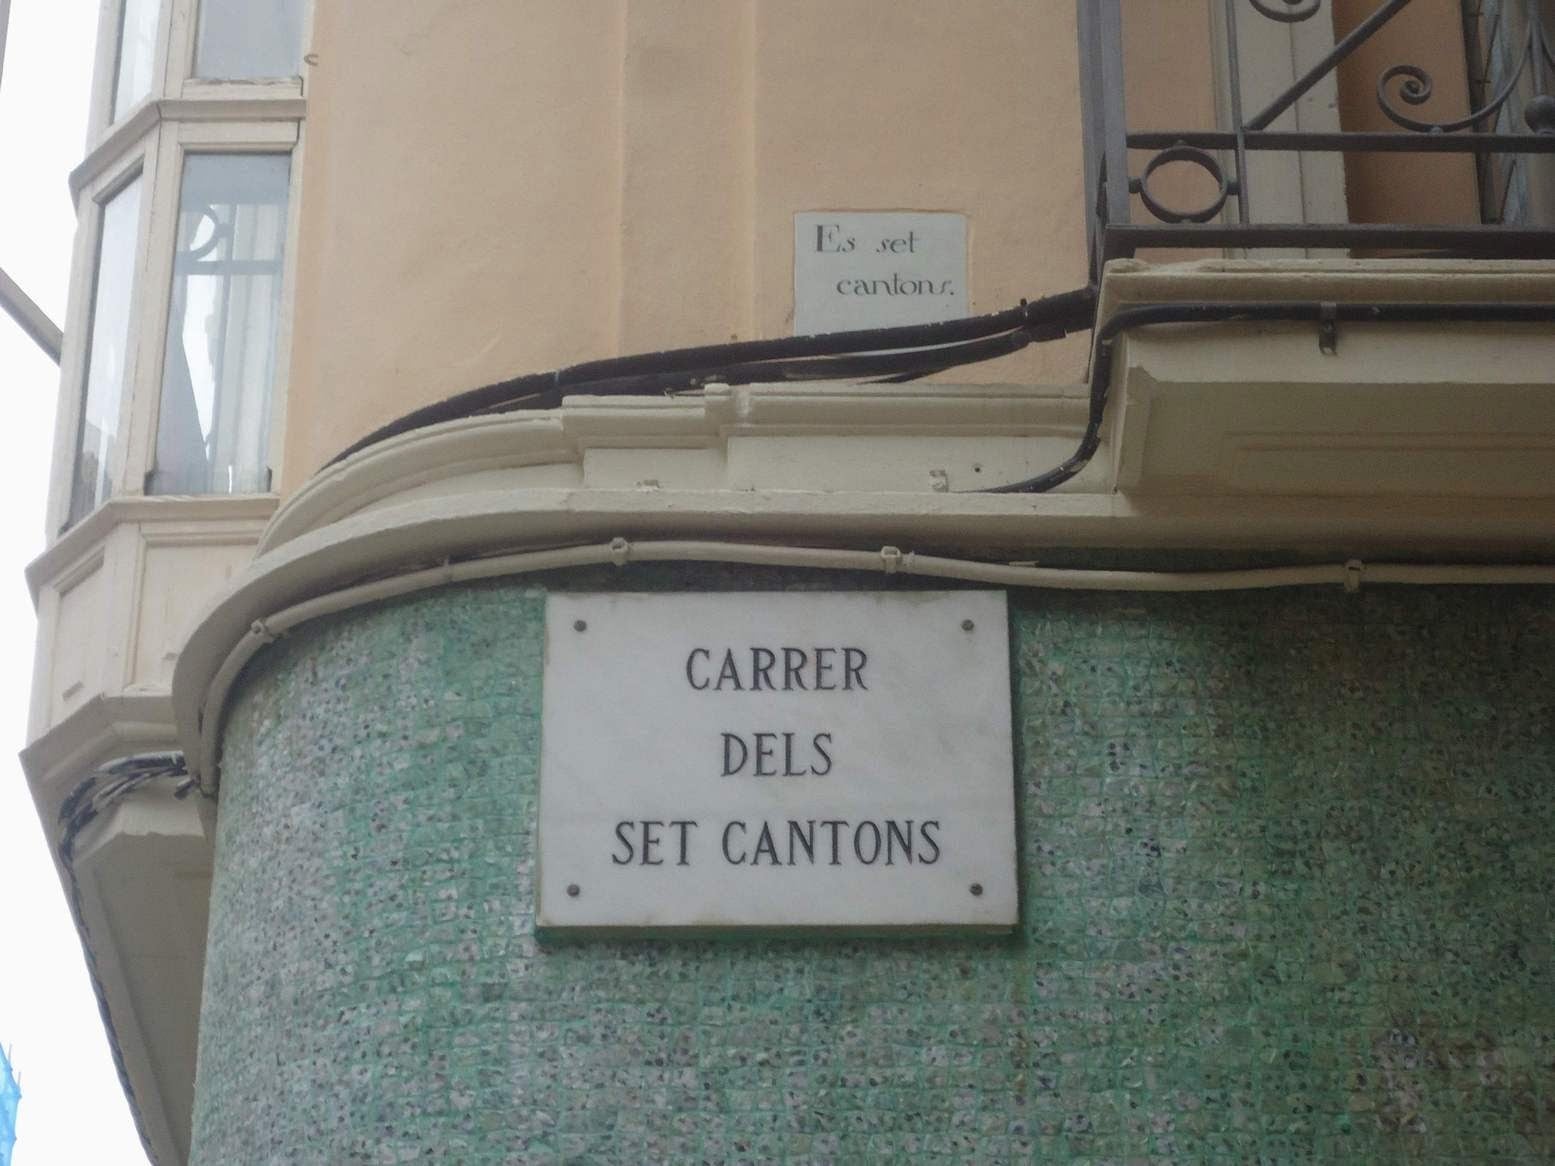 Es set
cantons.
CARRER
DELS
SET CANTONS